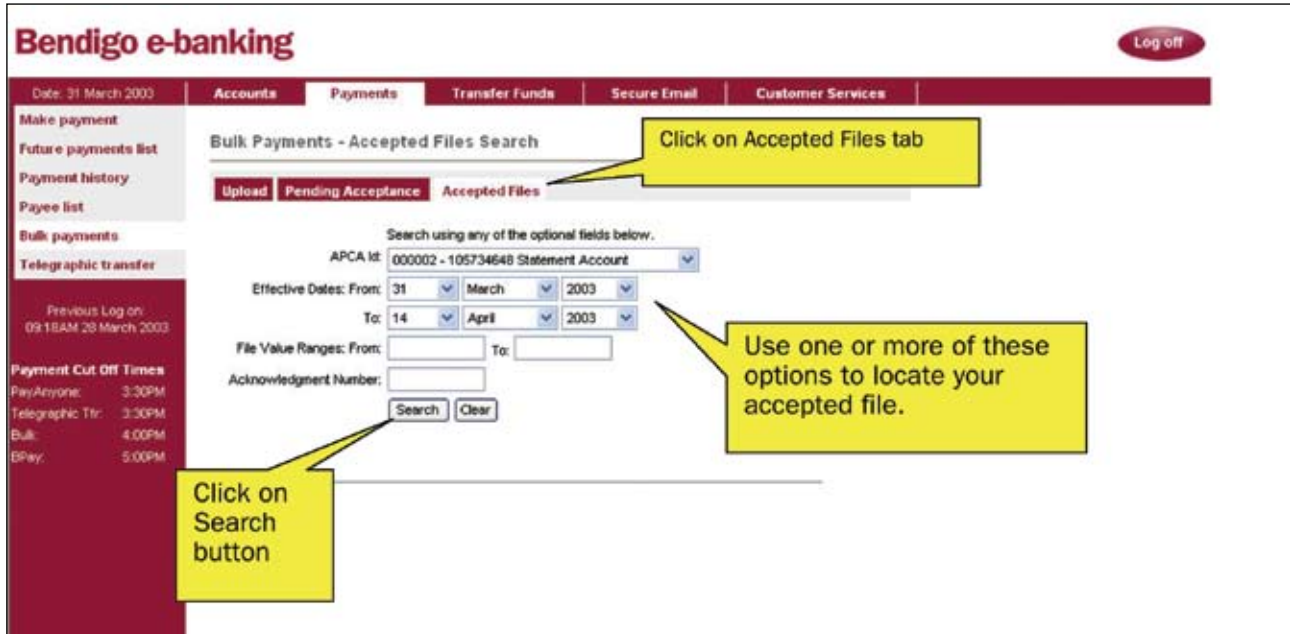 Bendigo e-banking
Log off
Date: 31 March 2003
Accounts
Payments
Transfer Funds
Secure Email
Customer Services
Make payment
Future payments list
Payment history
Payee list
Bulk payments
Telegraphic transfer
Previous Log on:
09:18AM 28 March 2003
Payment Cut Off Times
PayAnyone: 3:30PM
Telegraphic Tfr: 3:30PM
Bulk: 4:00PM
BPay: 5:00PM
Bulk Payments - Accepted Files Search
Click on Accepted Files tab
Upload
Pending Acceptance
Accepted Files
Search using any of the optional fields below.
APCA Id: 000002 - 105734648 Statement Account
Effective Dates: From: 31 March 2003
To: 14 April 2003
File Value Ranges: From: To:
Acknowledgment Number:
Search Clear
Use one or more of these
options to locate your
accepted file.
Click on
Search
button